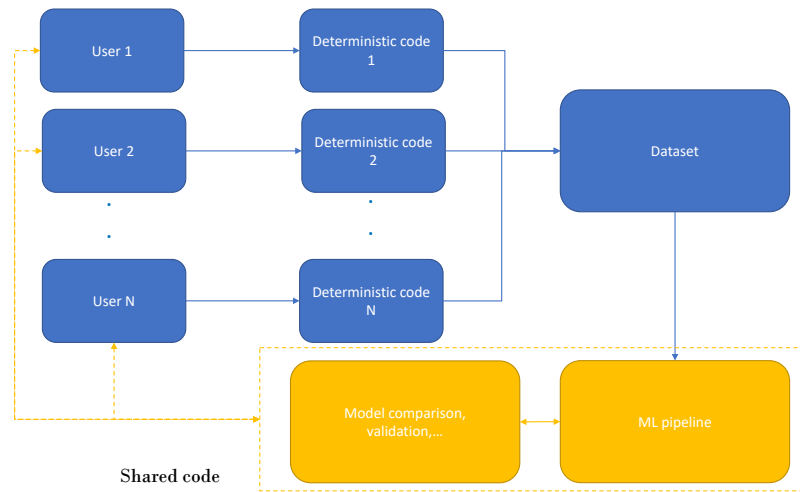 User 1
Deterministic code
1
User 2
Deterministic code
2
Dataset
.
.
.
.
User N
Deterministic code
N
Model comparison,
validation,...
ML pipeline
Shared code